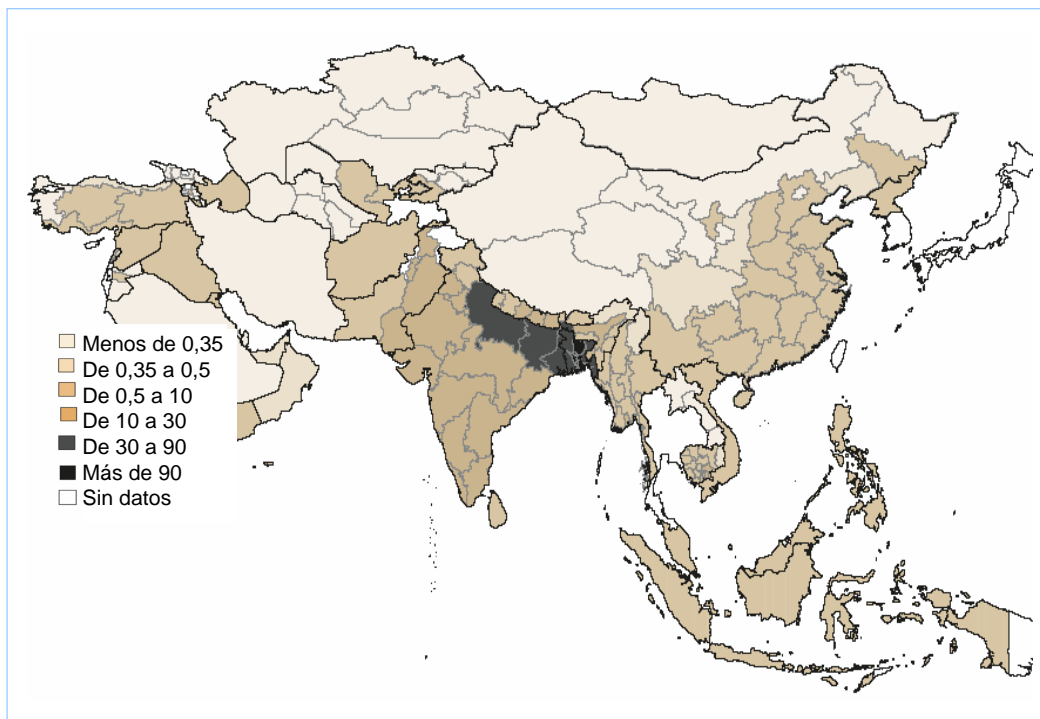 Menos de 0,35
De 0,35 a 0,5
De 0,5 a 10
De 10 a 30
De 30 a 90
Más de 90
Sin datos